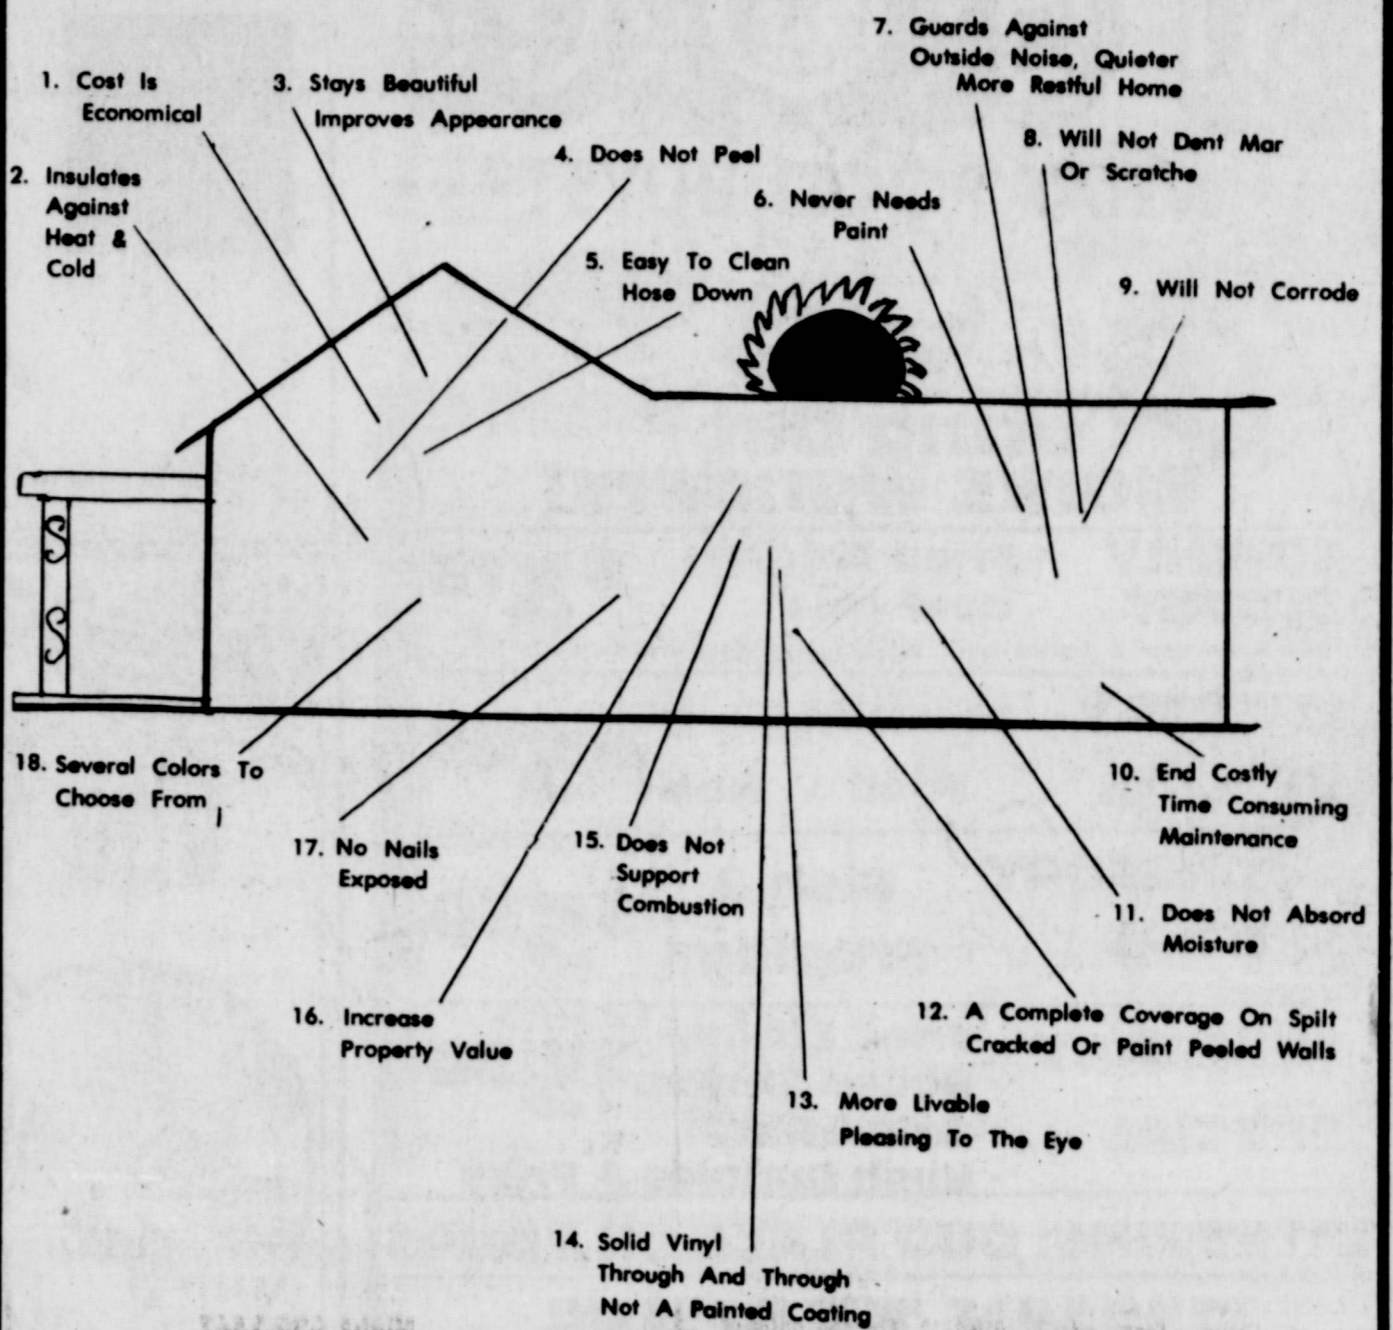 1. Cost Is
Economical
2. Insulates
Against
Heat &
Cold
3. Stays Beautiful
Improves Appearance
4. Does Not Peel
5. Easy To Clean
Hose Down
6. Never Needs
Paint
7. Guards Against
Outside Noise, Quieter
More Restful Home
8. Will Not Dent Mar
Or Scratche
9. Will Not Corrode
10. End Costly
Time Consuming
Maintenance
11. Does Not Absord
Moisture
12. A Complete Coverage On Spilt
Cracked Or Paint Peeled Walls
13. More Livable
Pleasing To The Eye
14. Solid Vinyl
Through And Through
Not A Painted Coating
15. Does Not
Support
Combustion
16. Increase
Property Value
17. No Nails
Exposed
18. Several Colors To
Choose From